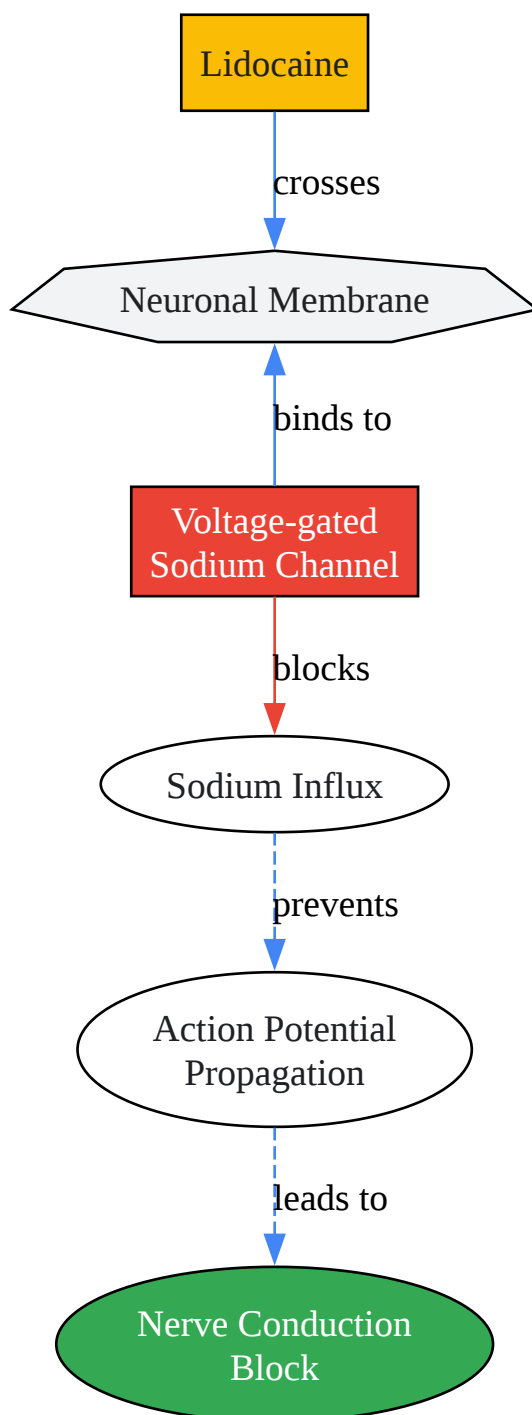 Lidocaine
crosses
Neuronal Membrane
binds to
Voltage-gated
Sodium Channel
blocks
Sodium Influx
prevents
Action Potential
Propagation
leads to
Nerve Conduction
Block